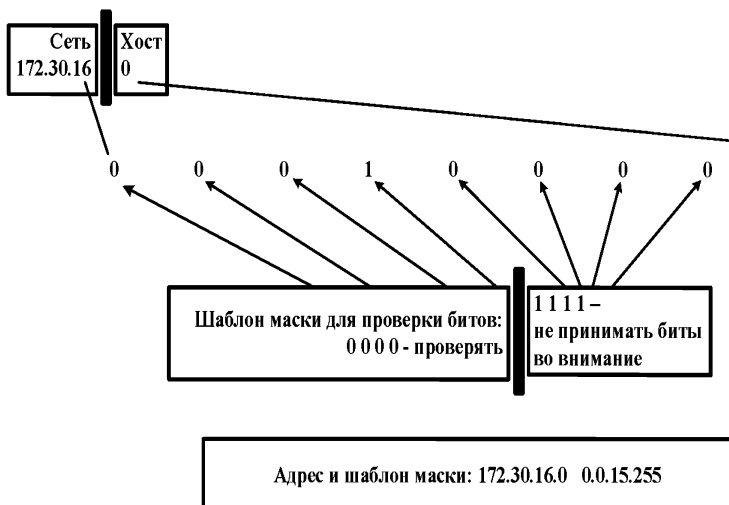 Сеть
172.30.16
Хост
0
0 0 0 1 0 0 0 0
Шаблон маски для проверки битов:
0 0 0 0 - проверять
1 1 1 1 –
не принимать биты
во внимание
Адрес и шаблон маски: 172.30.16.0 0.0.15.255